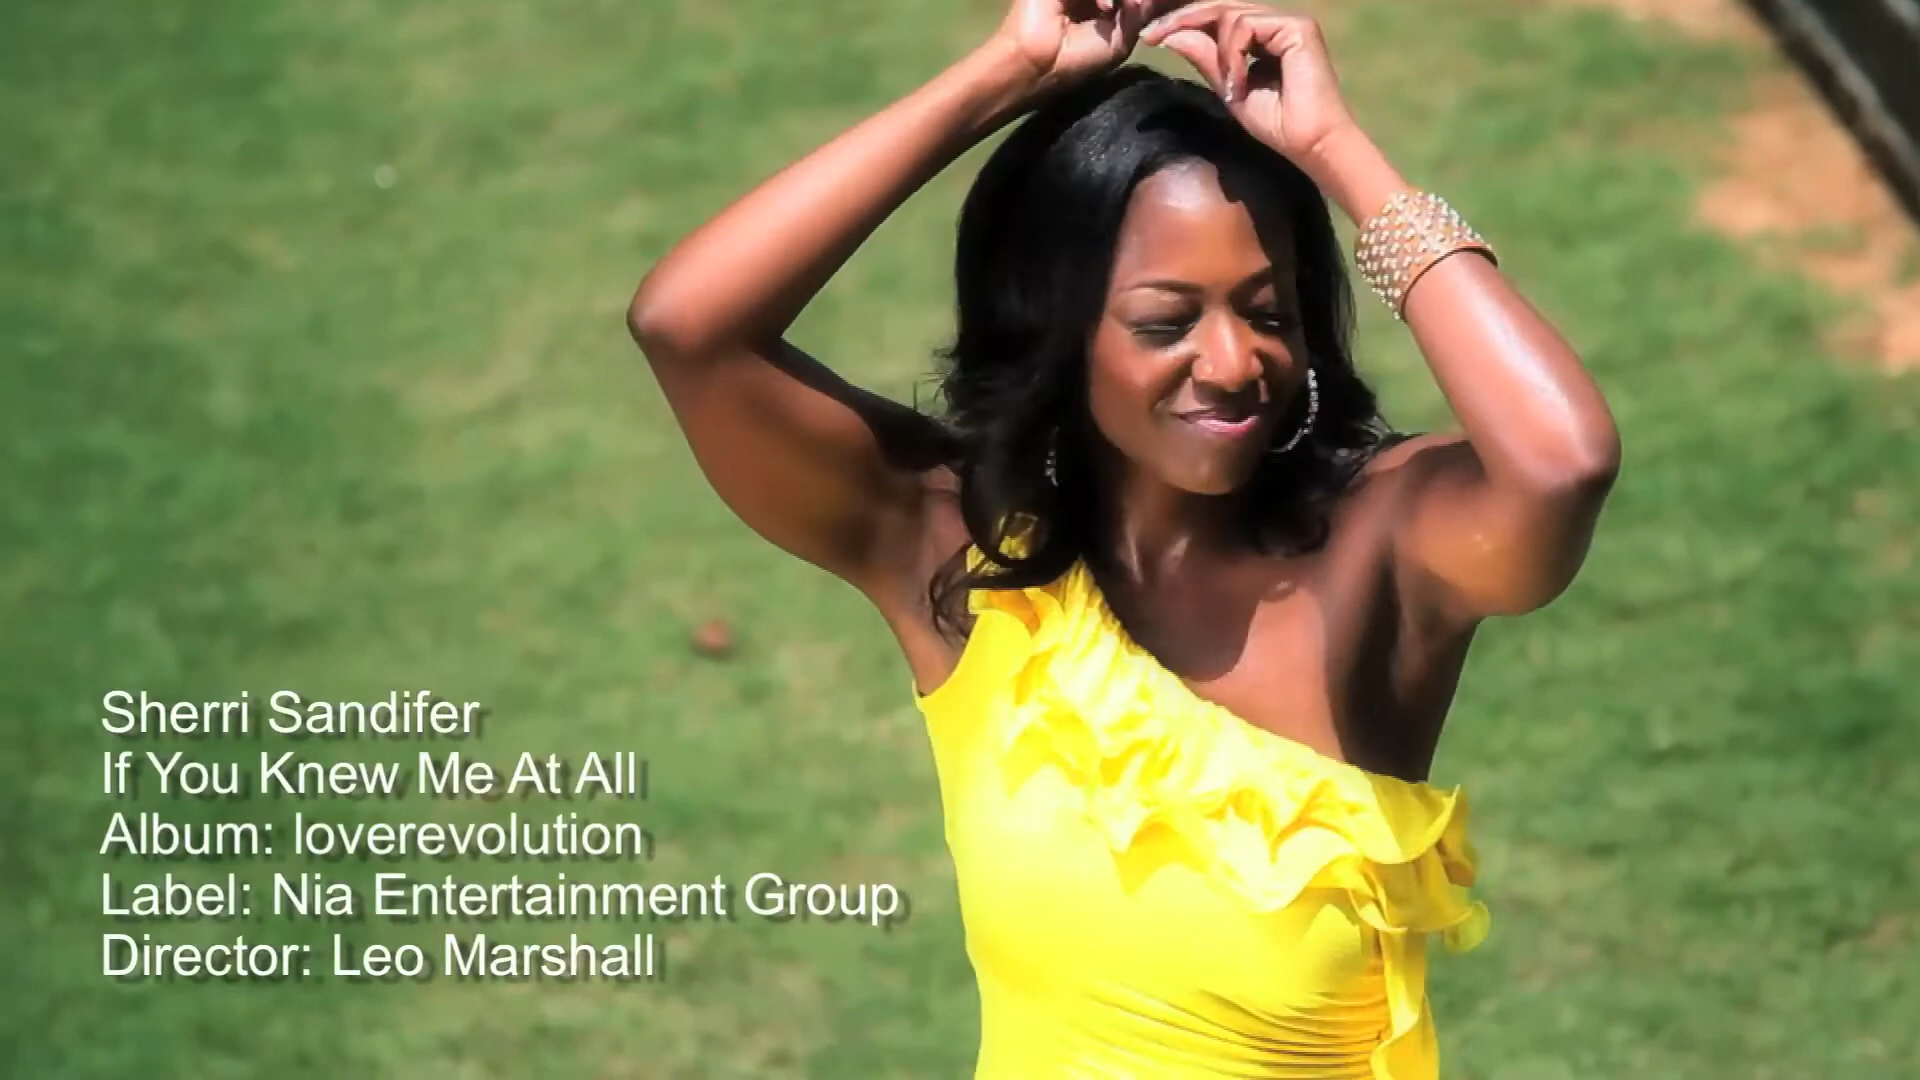 Sherri Sandifer
If You Knew Me At All
Album: loverevolution
Label: Nia Entertainment Group
Director: Leo Marshall